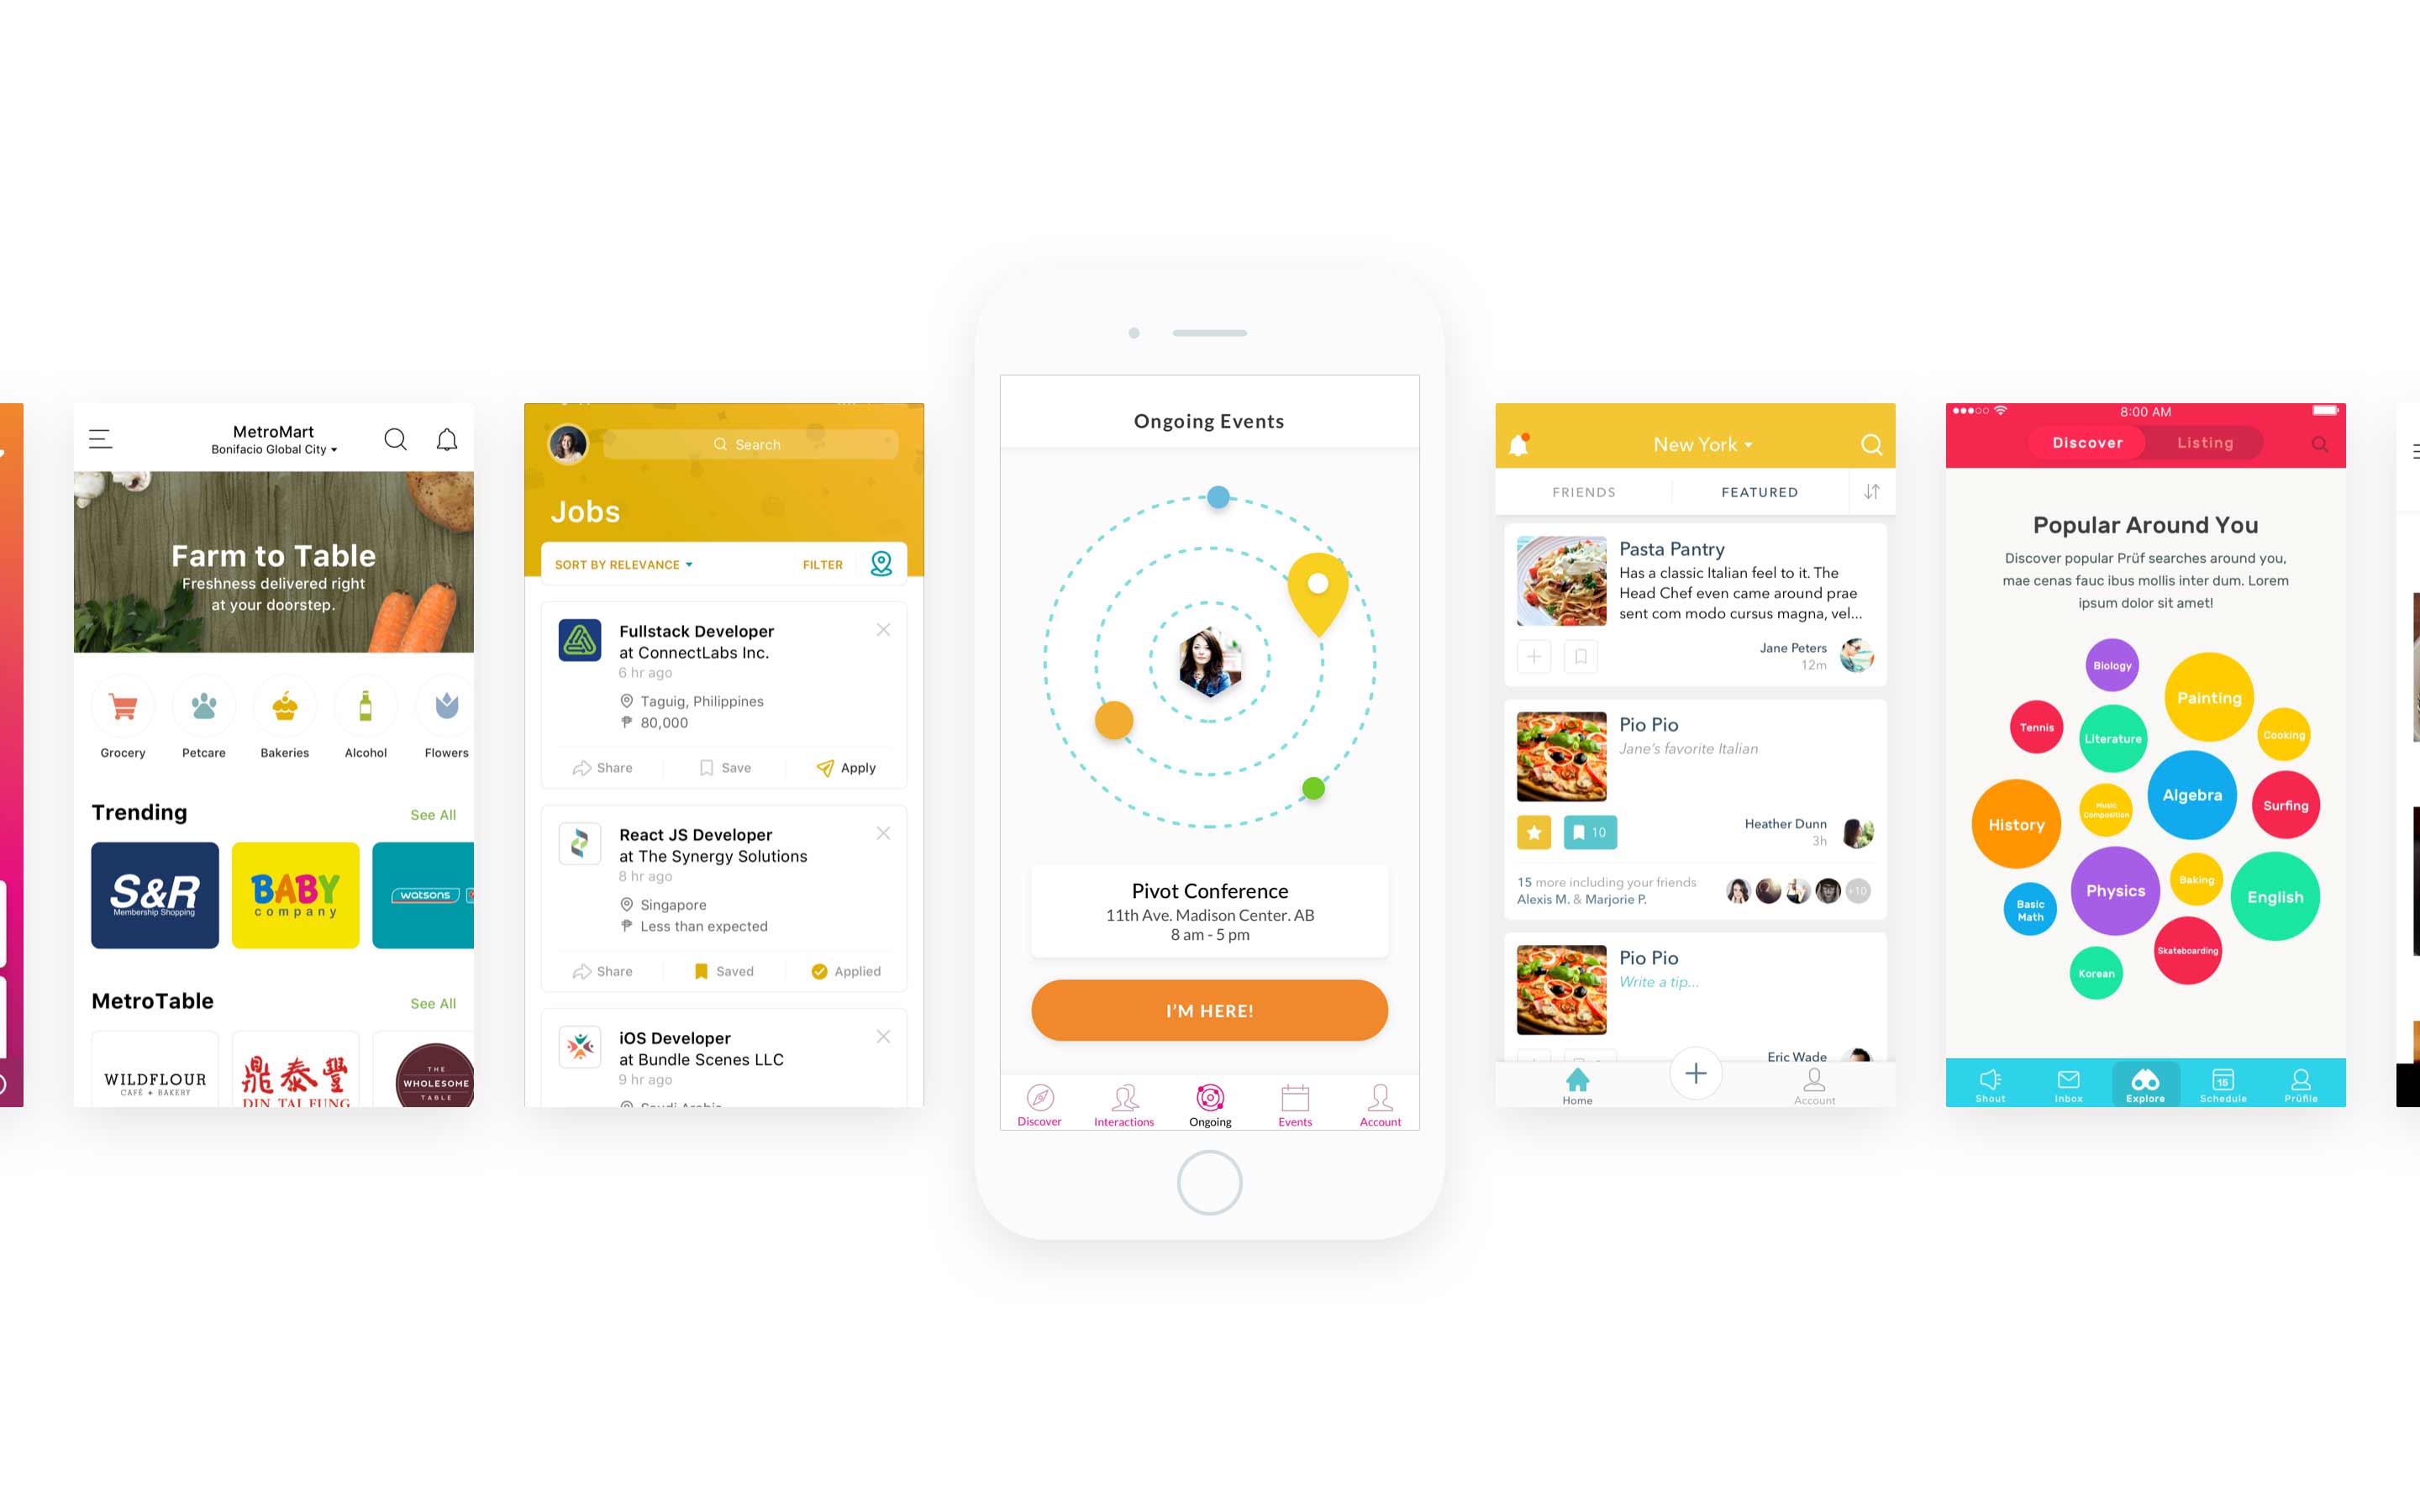 MetroMart
Bonifacio Global City
Farm to Table
Freshness delivered right
at your doorstep.
Grocery
Petcare
Bakeries
Alcohol
Flowers
Trending
See All
S&R
Membership Shopping
BABY
company
watsons
MetroTable
See All
WILDFLOUR
CAFÉ + BAKERY
鼎泰豐
DIN TAI FUNG
THE
WHOLESOME
TABLE
Search
Jobs
SORT BY RELEVANCE
FILTER
Fullstack Developer
at ConnectLabs Inc.
6 hr ago
Taguig, Philippines
₱ 80,000
Share
Save
Apply
React JS Developer
at The Synergy Solutions
8 hr ago
Singapore
₱ Less than expected
Share
Saved
Applied
iOS Developer
at Bundle Scenes LLC
9 hr ago
Saudi Arabia
Ongoing Events
Pivot Conference
11th Ave. Madison Center. AB
8 am - 5 pm
I'M HERE!
Discover
Interactions
Ongoing
Events
Account
New York
FRIENDS
FEATURED
Pasta Pantry
Has a classic Italian feel to it. The
Head Chef even came around prae
sent com modo cursus magna, vel...
Jane Peters
12m
Pio Pio
Jane's favorite Italian
10
Heather Dunn
3h
15 more including your friends
Alexis M. & Marjorie P.
+10
Pio Pio
Write a tip...
Eric Wade
Home
Account
8:00 AM
Discover
Listing
Popular Around You
Discover popular Prüf searches around you,
mae cenas fauc ibus mollis inter dum. Lorem
ipsum dolor sit amet!
Biology
Painting
Tennis
Literature
Cooking
Algebra
History
Music
Composition
Surfing
Physics
Baking
English
Basic
Math
Skateboarding
Korean
Shout
Inbox
Explore
15
Schedule
Prüfile